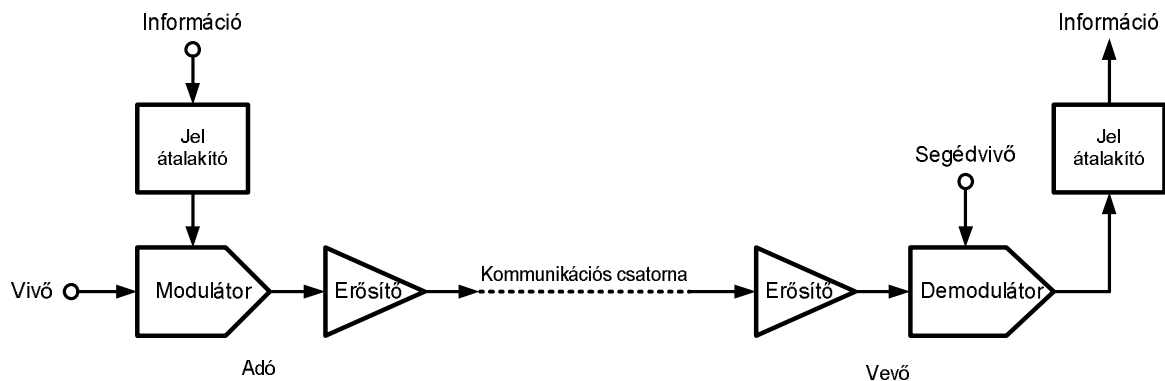 Információ
Információ
Jel
átalakító
Jel
átalakító
Segédvivő
Vivő
Modulátor
Erősítő
Kommunikációs csatorna
Erősítő
Demodulátor
Adó
Vevő